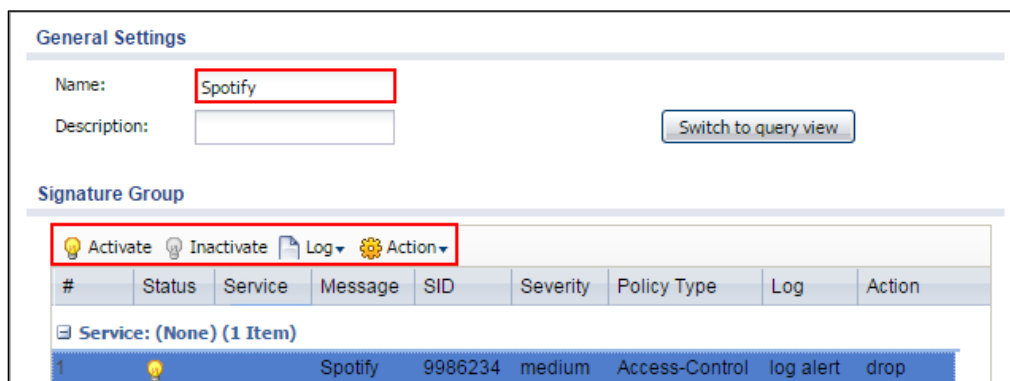 General Settings
Name: Spotify
Description:
Switch to query view
Signature Group
Activate Inactivate Log Action
# Status Service Message SID Severity Policy Type Log Action
Service: (None) (1 Item)
1 Spotify 9986234 medium Access-Control log alert drop